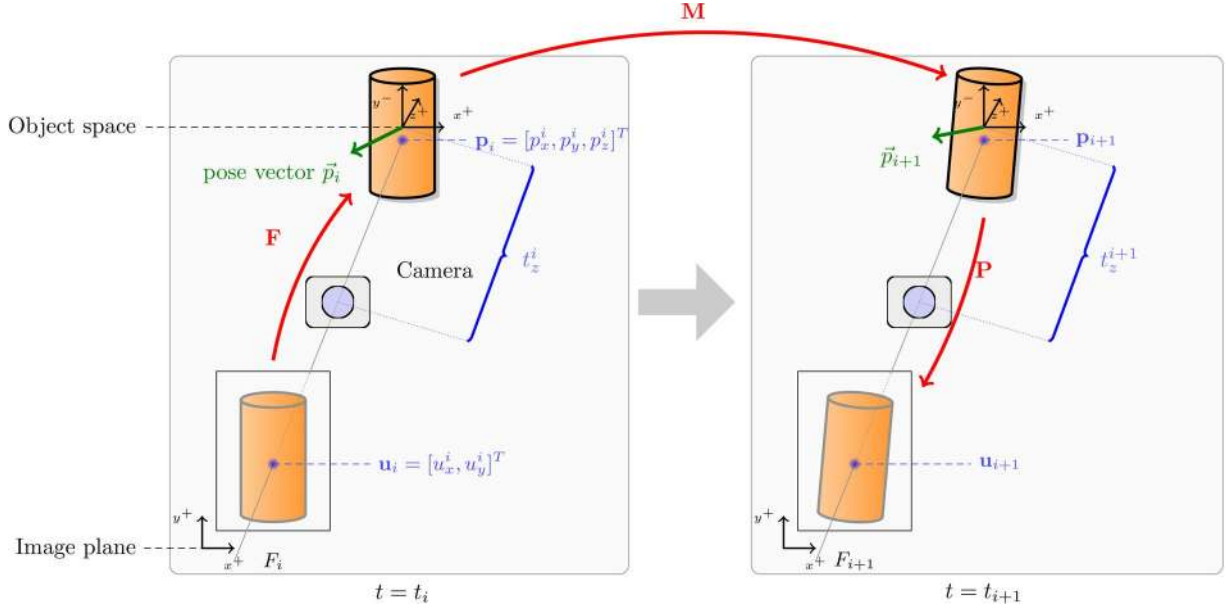 M
Object space
y⁻
z⁺
x⁺
𝐩ᵢ = [pₓⁱ, p_yⁱ, p_zⁱ]ᵀ
pose vector p⃗ᵢ
F
Camera
t_zⁱ
𝐮ᵢ = [uₓⁱ, u_yⁱ]ᵀ
y⁺
Image plane
x⁺
Fᵢ
t = tᵢ
y⁻
z⁺
x⁺
𝐩ᵢ₊₁
p⃗ᵢ₊₁
P
t_zⁱ⁺¹
𝐮ᵢ₊₁
y⁺
x⁺
Fᵢ₊₁
t = tᵢ₊₁